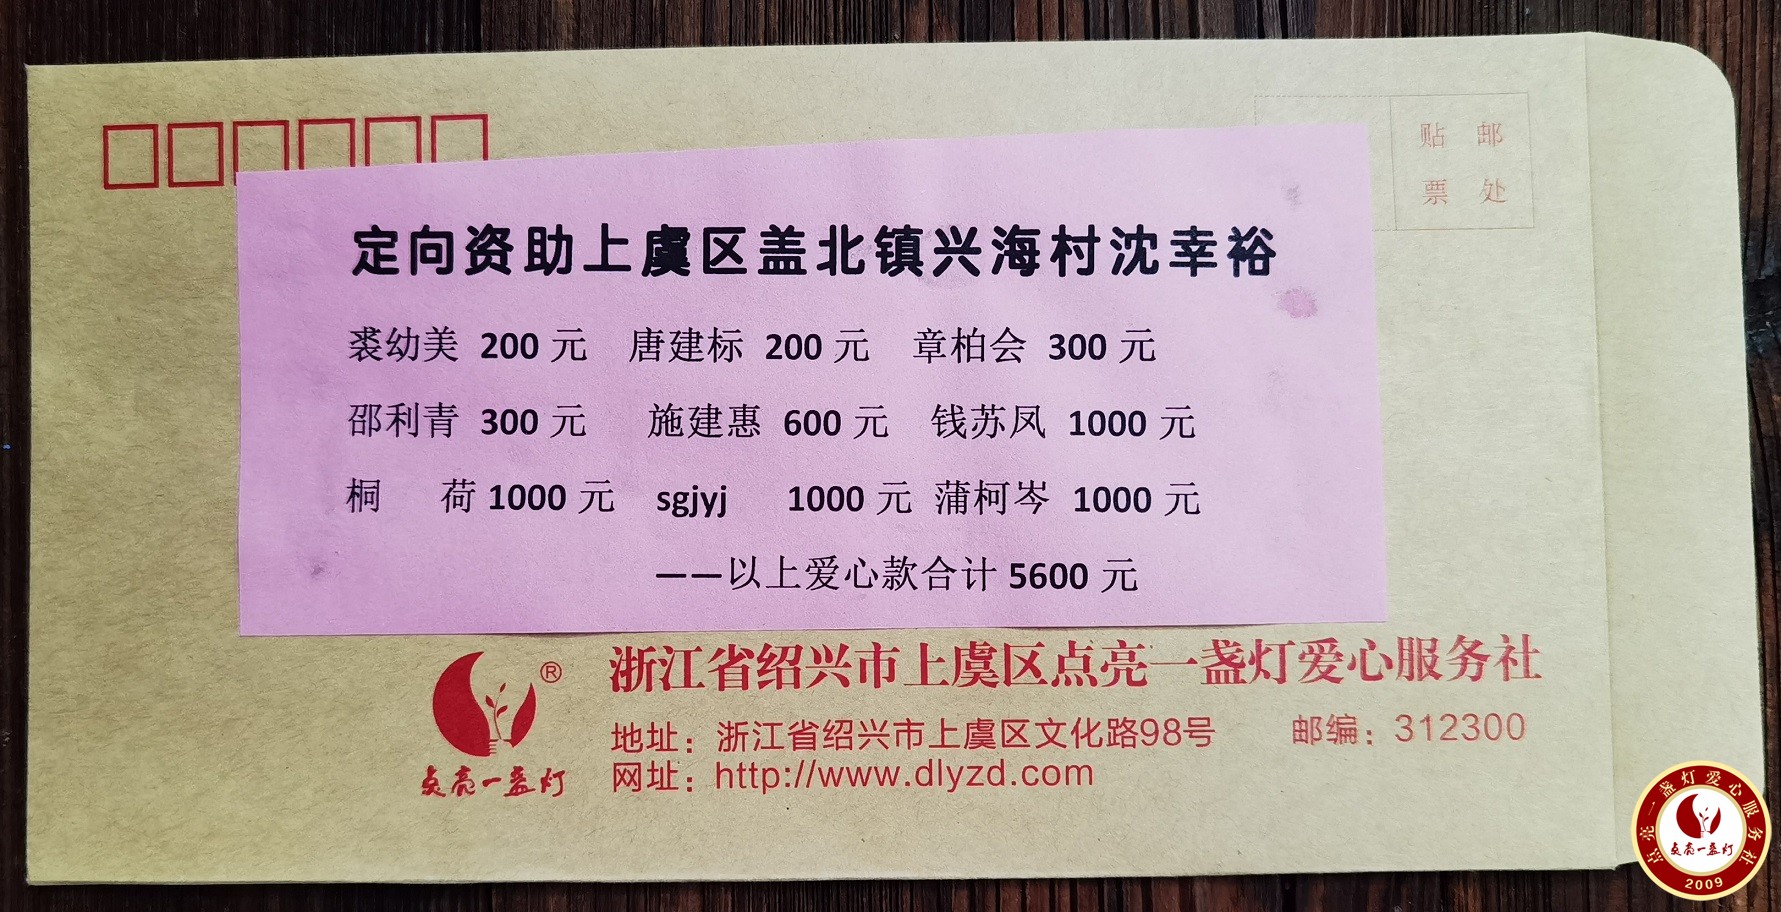 贴 邮
票 处
定向资助上虞区盖北镇兴海村沈幸裕
裘幼美 200 元 唐建标 200 元 章柏会 300 元
邵利青 300 元 施建惠 600 元 钱苏凤 1000 元
桐 荷 1000 元 sgjyj 1000 元 蒲柯岑 1000 元
——以上爱心款合计 5600 元
浙江省绍兴市上虞区点亮一盏灯爱心服务社
地址：浙江省绍兴市上虞区文化路98号 邮编：312300
网址：http://www.dlyzd.com
®
点亮一盏灯
点亮一盏灯爱心服务社
点亮一盏灯
2009